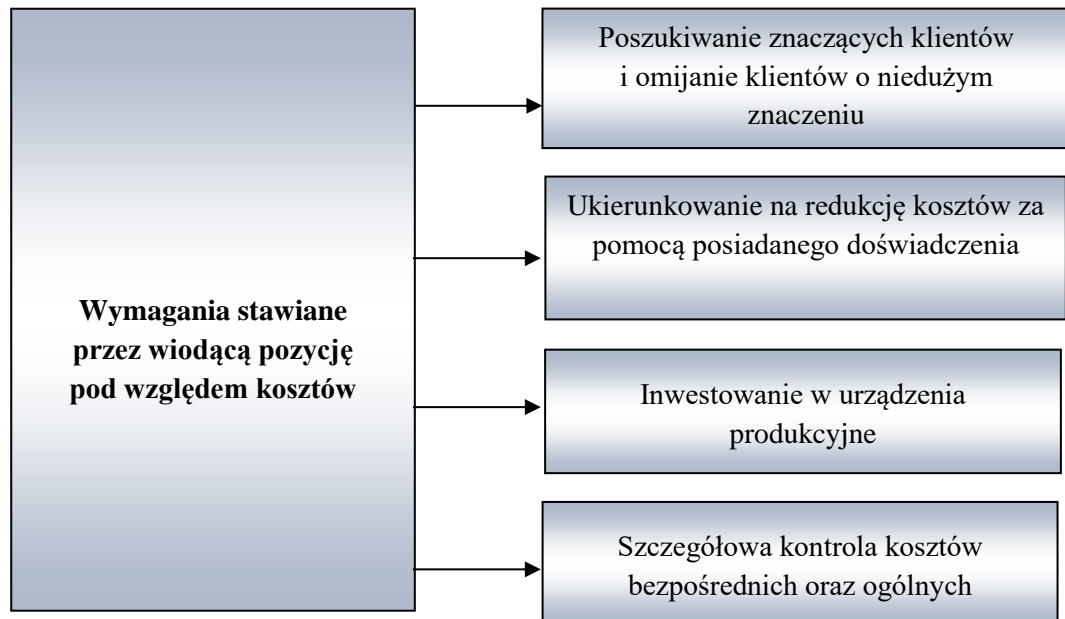 Wymagania stawiane
przez wiodącą pozycję
pod względem kosztów
Poszukiwanie znaczących klientów
i omijanie klientów o niedużym
znaczeniu
Ukierunkowanie na redukcję kosztów za
pomocą posiadanego doświadczenia
Inwestowanie w urządzenia
produkcyjne
Szczegółowa kontrola kosztów
bezpośrednich oraz ogólnych